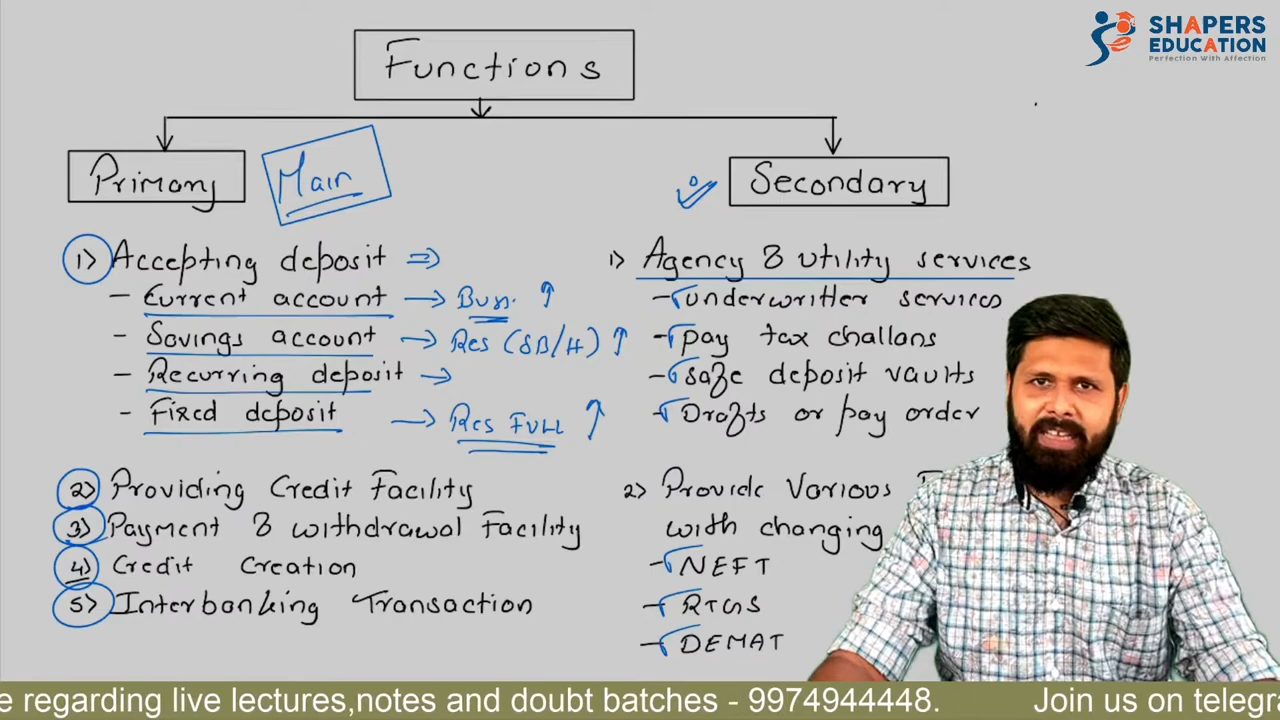 SHAPERS
EDUCATION
Perfection With Affection
Functions
Primary
Main
Secondary
1) Accepting deposit ⇒
- Current account → Busn. ↑
- Savings account → Res (SB/H) ↑
- Recurring deposit →
- Fixed deposit → Res FULL ↑
2) Providing Credit Facility
3) Payment & withdrawal Facility
4) Credit Creation
5) Interbanking Transaction
1) Agency & utility services
- underwritter services
- pay tax challans
- safe deposit vaults
- Drafts or pay order
2) Provide Various
with changing
- NEFT
- RTGS
- DEMAT
e regarding live lectures,notes and doubt batches - 9974944448. Join us on telegra